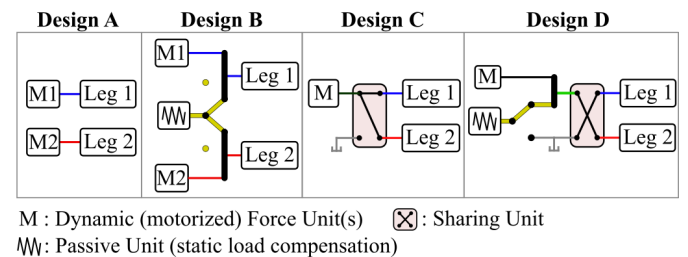 Design A Design B Design C Design D
M1 Leg 1
M2 Leg 2
M1
Leg 1
Leg 2
M2
M Leg 1
Leg 2
M
Leg 1
Leg 2
M : Dynamic (motorized) Force Unit(s) : Sharing Unit
: Passive Unit (static load compensation)